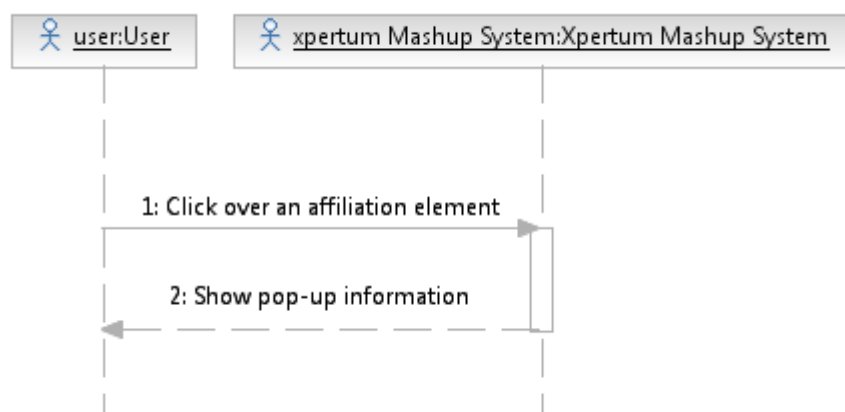 user:User
xpertum Mashup System:Xpertum Mashup System
1: Click over an affiliation element
2: Show pop-up information